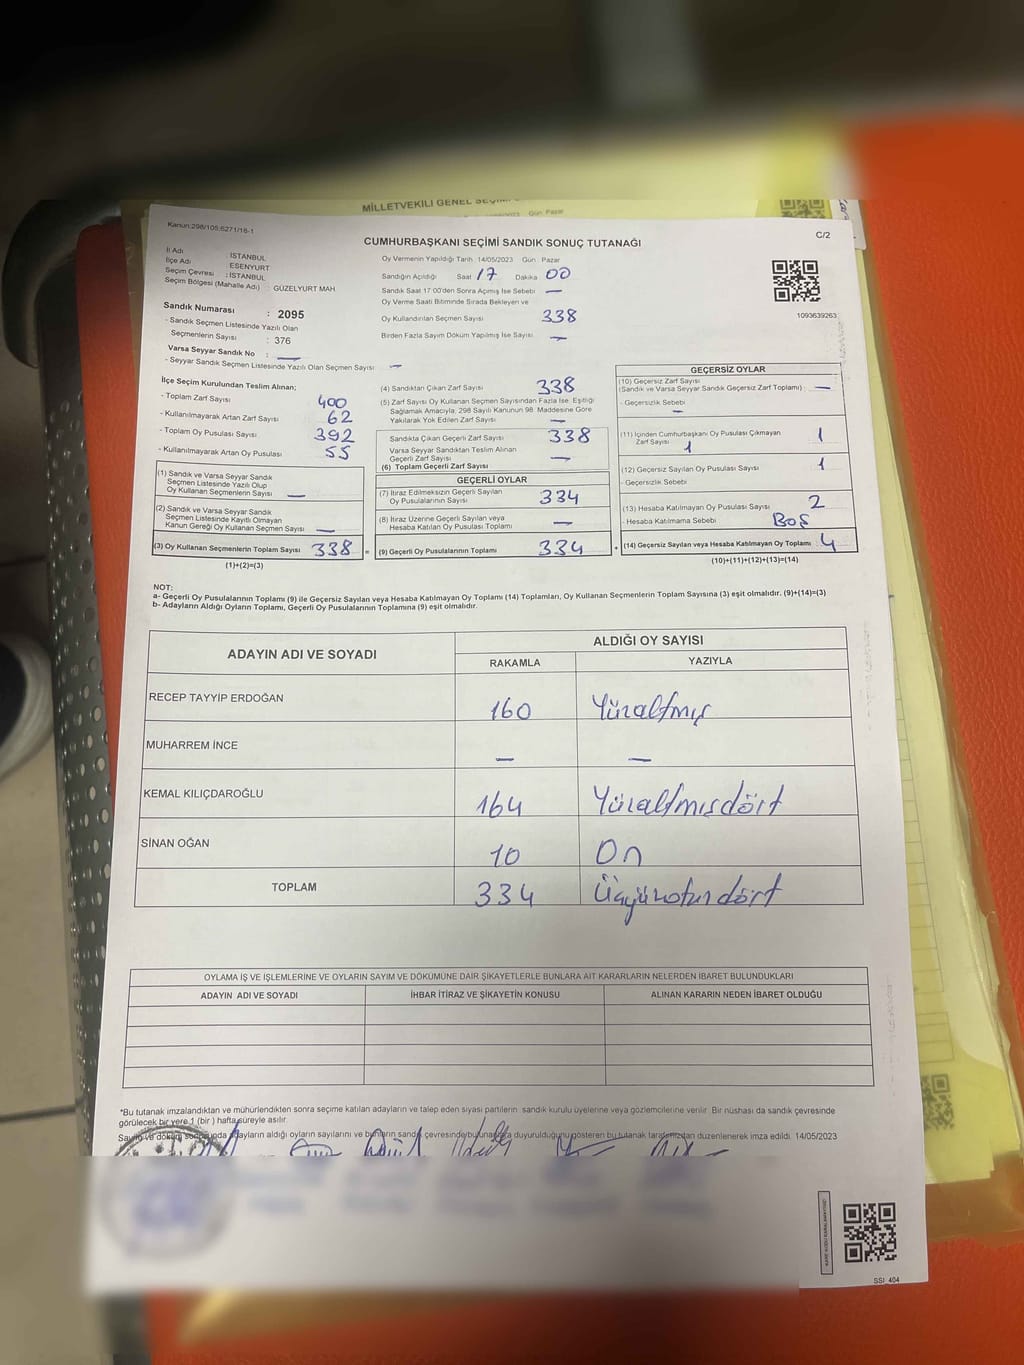 MİLLETVEKİLİ GENEL
Gün Pazar
Kanun:298/105;6271/16-1
C/2
CUMHURBAŞKANI SEÇİMİ SANDIK SONUÇ TUTANAĞI
İl Adı : İSTANBUL
İlçe Adı : ESENYURT
Seçim Çevresi : İSTANBUL
Seçim Bölgesi (Mahalle Adı) : GÜZELYURT MAH
Sandık Numarası : 2095
- Sandık Seçmen Listesinde Yazılı Olan
Seçmenlerin Sayısı : 376
Varsa Seyyar Sandık No : —
- Seyyar Sandık Seçmen Listesinde Yazılı Olan Seçmen Sayısı : —
Oy Vermenin Yapıldığı Tarih 14/05/2023 Gün : Pazar
Sandığın Açıldığı Saat 17 Dakika 00
Sandık Saat 17:00'den Sonra Açımış İse Sebebi —
Oy Verme Saati Bitiminde Sırada Bekleyen ve
Oy Kullandırılan Seçmen Sayısı 338
Birden Fazla Sayım Döküm Yapılmış İse Sayısı —
1093639263
İlçe Seçim Kurulundan Teslim Alınan;
- Toplam Zarf Sayısı 400
- Kullanılmayarak Artan Zarf Sayısı 62
- Toplam Oy Pusulası Sayısı 392
- Kullanılmayarak Artan Oy Pusulası 55
(1) Sandık ve Varsa Seyyar Sandık
Seçmen Listesinde Yazılı Olup
Oy Kullanan Seçmenlerin Sayısı —
(2) Sandık ve Varsa Seyyar Sandık
Seçmen Listesinde Kayıtlı Olmayan
Kanun Gereği Oy Kullanan Seçmen Sayısı —
(3) Oy Kullanan Seçmenlerin Toplam Sayısı 338 =
(1)+(2)=(3)
(4) Sandıktan Çıkan Zarf Sayısı 338
(5) Zarf Sayısı Oy Kullanan Seçmen Sayısından Fazla İse, Eşitliği
Sağlamak Amacıyla, 298 Sayılı Kanunun 98. Maddesine Göre
Yakılarak Yok Edilen Zarf Sayısı —
Sandıkta Çıkan Geçerli Zarf Sayısı 338
Varsa Seyyar Sandıktan Teslim Alınan
Geçerli Zarf Sayısı —
(6) Toplam Geçerli Zarf Sayısı
GEÇERLİ OYLAR
(7) İtiraz Edilmeksizin Geçerli Sayılan
Oy Pusulalarının Sayısı 334
(8) İtiraz Üzerine Geçerli Sayılan veya
Hesaba Katılan Oy Pusulası Toplamı —
(9) Geçerli Oy Pusulalarının Toplamı 334 +
GEÇERSİZ OYLAR
(10) Geçersiz Zarf Sayısı
(Sandık ve Varsa Seyyar Sandık Geçersiz Zarf Toplamı) : —
- Geçersizlik Sebebi
—
(11) İçinden Cumhurbaşkanı Oy Pusulası Çıkmayan 1
Zarf Sayısı 1
(12) Geçersiz Sayılan Oy Pusulası Sayısı 1
- Geçersizlik Sebebi
(13) Hesaba Katılmayan Oy Pusulası Sayısı 2
- Hesaba Katılmama Sebebi Boş
(14) Geçersiz Sayılan veya Hesaba Katılmayan Oy Toplamı 4
(10)+(11)+(12)+(13)=(14)
NOT:
a- Geçerli Oy Pusulalarının Toplamı (9) ile Geçersiz Sayılan veya Hesaba Katılmayan Oy Toplamı (14) Toplamları, Oy Kullanan Seçmenlerin Toplam Sayısına (3) eşit olmalıdır. (9)+(14)=(3)
b- Adayların Aldığı Oyların Toplamı, Geçerli Oy Pusulalarının Toplamına (9) eşit olmalıdır.
ADAYIN ADI VE SOYADI
ALDIĞI OY SAYISI
RAKAMLA YAZIYLA
RECEP TAYYİP ERDOĞAN 160 Yüzaltmış
MUHARREM İNCE — —
KEMAL KILIÇDAROĞLU 164 Yüzaltmışdört
SİNAN OĞAN 10 On
TOPLAM 334 Üçyüzotuzdört
OYLAMA İŞ VE İŞLEMLERİNE VE OYLARIN SAYIM VE DÖKÜMÜNE DAİR ŞİKAYETLERLE BUNLARA AİT KARARLARIN NELERDEN İBARET BULUNDUKLARI
ADAYIN ADI VE SOYADI İHBAR İTİRAZ VE ŞİKAYETİN KONUSU ALINAN KARARIN NEDEN İBARET OLDUĞU
*Bu tutanak imzalandıktan ve mühürlendikten sonra seçime katılan adayların ve talep eden siyasi partilerin sandık kurulu üyelerine veya gözlemcilerine verilir. Bir nüshası da sandık çevresinde
görülecek bir yere 1 (bir) hafta süreyle asılır.
Sayım ve döküm sonucunda adayların aldığı oyların sayılarını ve bunların sandık çevresinde duyurulduğunu gösteren bu tutanak tarafımızdan düzenlenerek imza edildi. 14/05/2023
SSİ 404